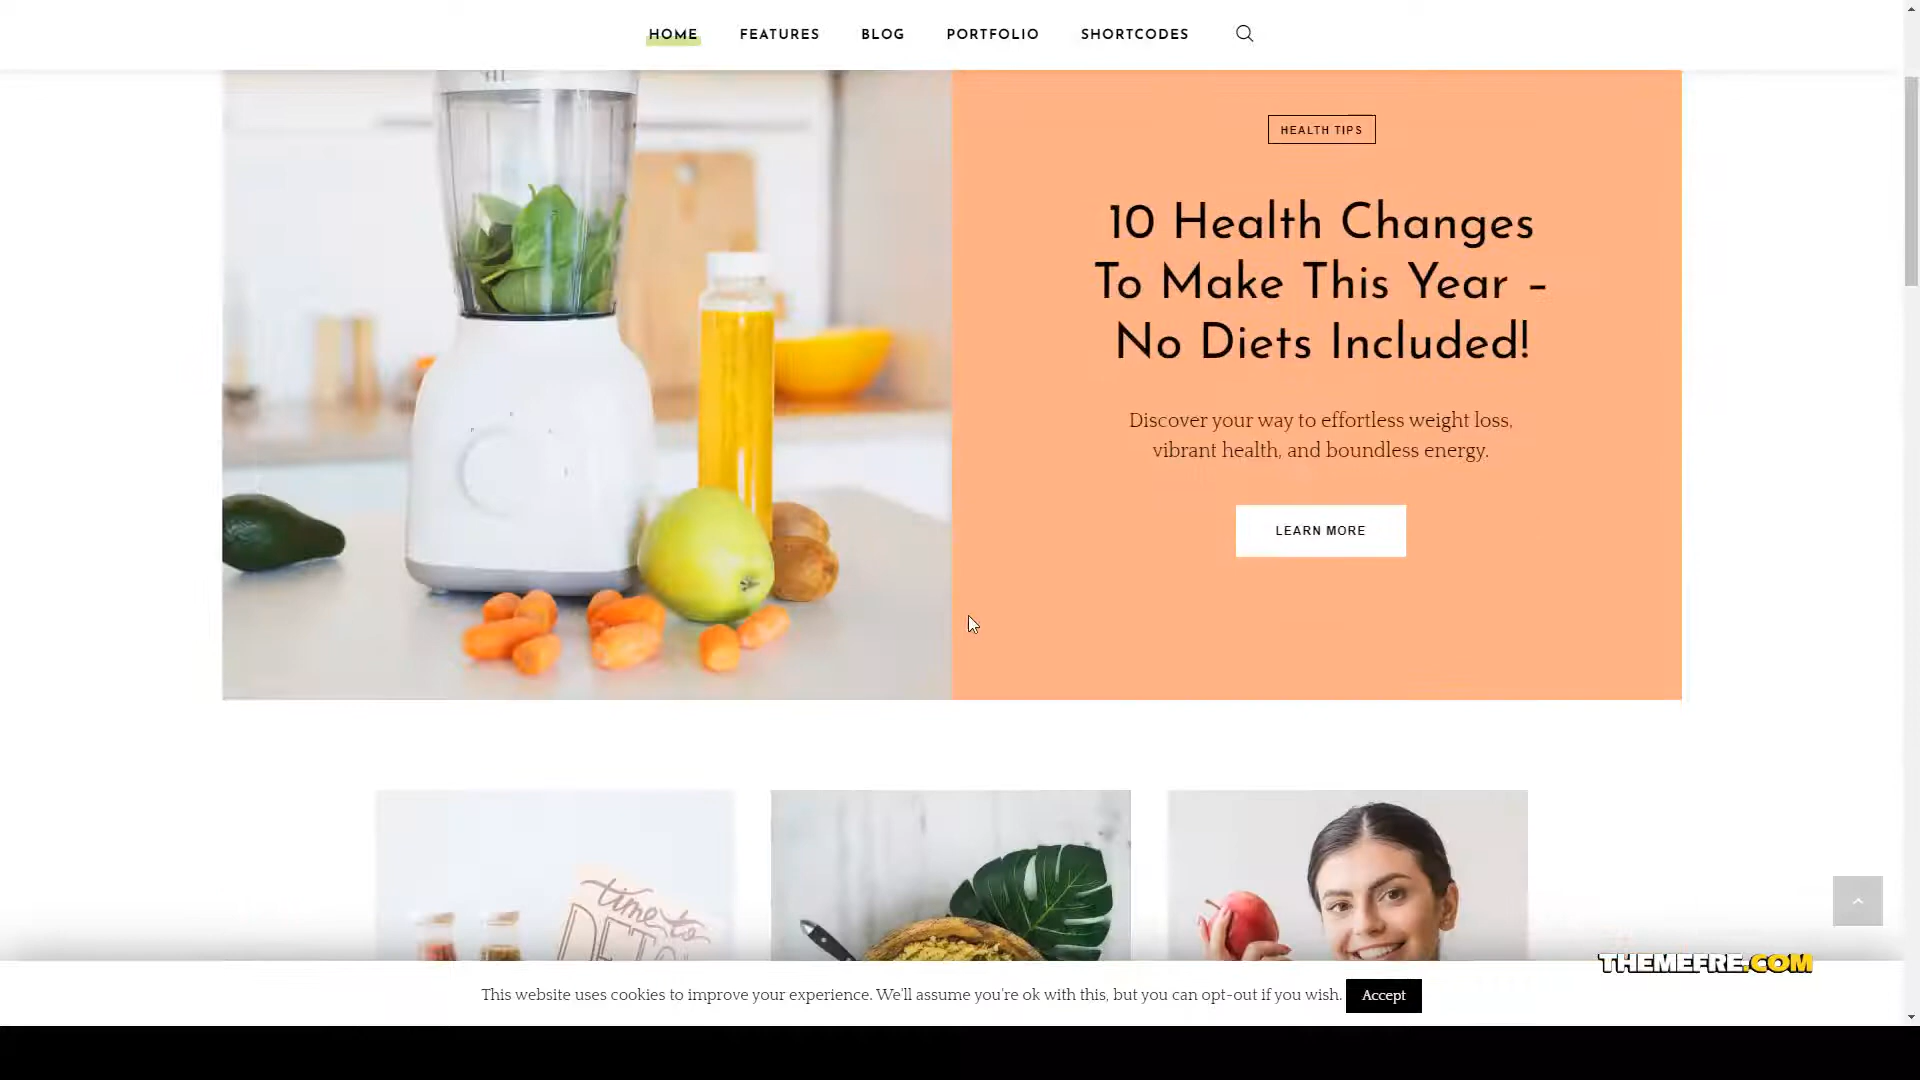 HOME FEATURES BLOG PORTFOLIO SHORTCODES
HEALTH TIPS
10 Health Changes
To Make This Year –
No Diets Included!
Discover your way to effortless weight loss,
vibrant health, and boundless energy.
LEARN MORE
time to
DETOX
THEMEFRE.COM
This website uses cookies to improve your experience. We'll assume you're ok with this, but you can opt-out if you wish. Accept